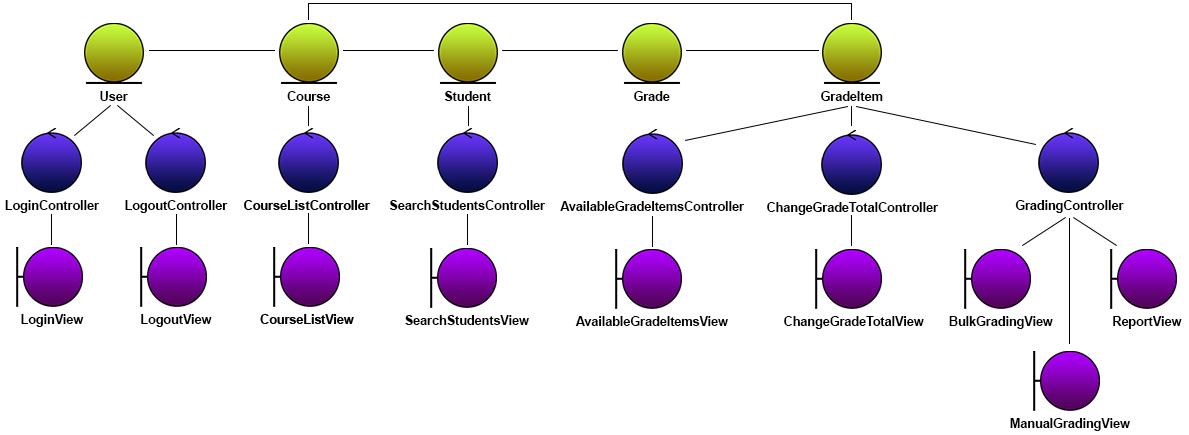 User
Course
Student
Grade
GradeItem
LoginController
LogoutController
CourseListController
SearchStudentsController
AvailableGradeItemsController
ChangeGradeTotalController
GradingController
LoginView
LogoutView
CourseListView
SearchStudentsView
AvailableGradeItemsView
ChangeGradeTotalView
BulkGradingView
ReportView
ManualGradingView